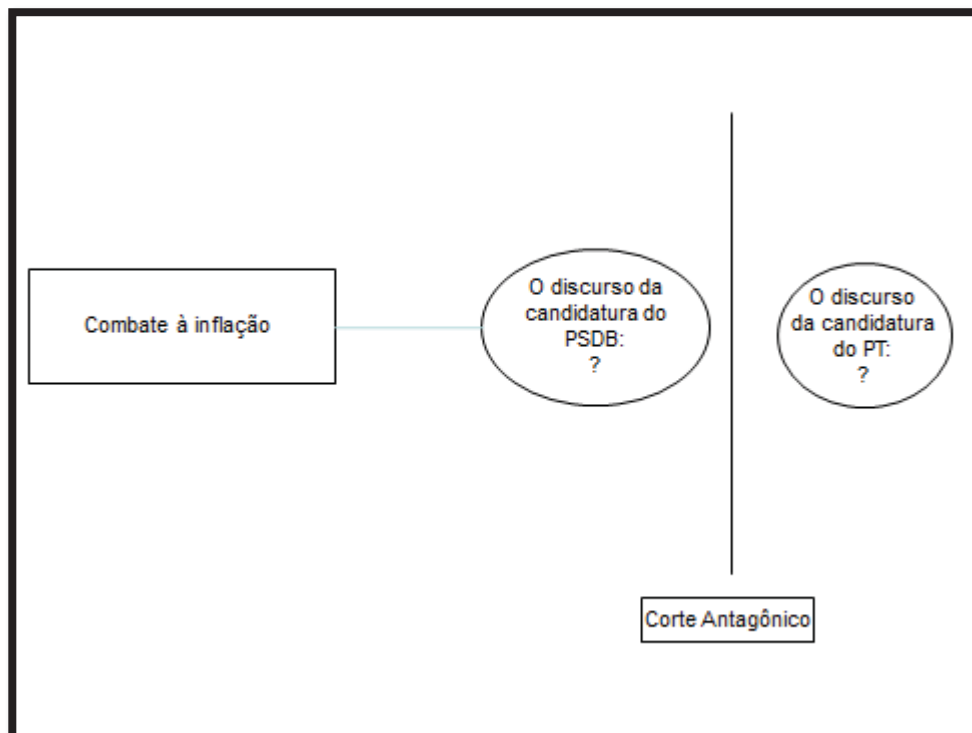 Combate à inflação
O discurso da
candidatura do
PSDB:
?
O discurso
da candidatura
do PT:
?
Corte Antagônico